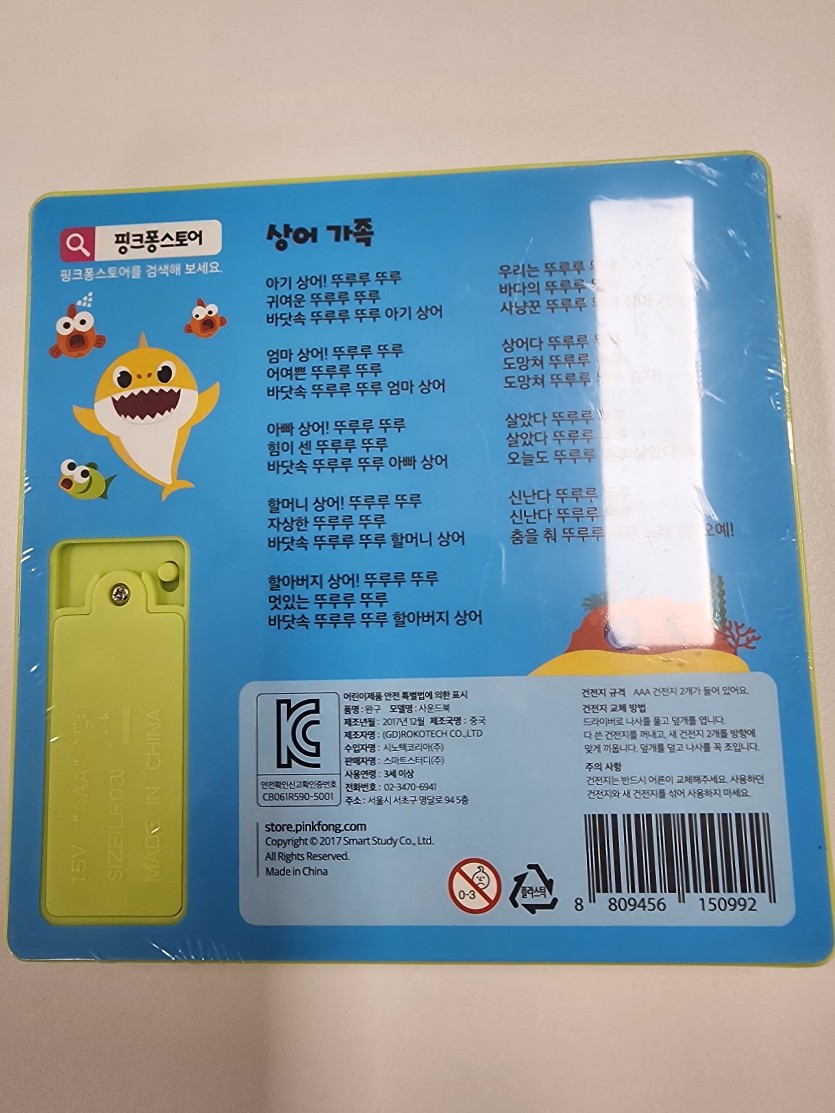 핑크퐁스토어
핑크퐁스토어를 검색해 보세요.
상어 가족
아기 상어! 뚜루루 뚜루
귀여운 뚜루루 뚜루
바닷속 뚜루루 뚜루 아기 상어
엄마 상어! 뚜루루 뚜루
어여쁜 뚜루루 뚜루
바닷속 뚜루루 뚜루 엄마 상어
아빠 상어! 뚜루루 뚜루
힘이 센 뚜루루 뚜루
바닷속 뚜루루 뚜루 아빠 상어
할머니 상어! 뚜루루 뚜루
자상한 뚜루루 뚜루
바닷속 뚜루루 뚜루 할머니 상어
할아버지 상어! 뚜루루 뚜루
멋있는 뚜루루 뚜루
바닷속 뚜루루 뚜루 할아버지 상어
우리는 뚜루루
바다의 뚜루루
사냥꾼 뚜루루
상어다 뚜루루
도망쳐 뚜루루
도망쳐 뚜루루 숨자!
살았다 뚜루루
살았다 뚜루루
오늘도 뚜루루 살았다
신난다 뚜루루
신난다 뚜루루
춤을 춰 뚜루루 노래 오예!
1.5V "AAA"
SIZE(LR03)
MADE IN CHINA
안전확인신고확인증번호
CB061R590-5001
어린이제품 안전 특별법에 의한 표시
품명 : 완구 모델명 : 사운드북
제조년월 : 2017년 12월 제조국명 : 중국
제조자명 : (GD)ROKOTECH CO.,LTD
수입자명 : 시노텍코리아(주)
판매자명 : 스마트스터디(주)
사용연령 : 3세 이상
전화번호 : 02-3470-6941
주소 : 서울시 서초구 명달로 94 5층
store.pinkfong.com
Copyright © 2017 Smart Study Co., Ltd.
All Rights Reserved.
Made in China
건전지 규격 AAA 건전지 2개가 들어 있어요.
건전지 교체 방법
드라이버로 나사를 풀고 덮개를 엽니다.
다 쓴 건전지를 꺼내고, 새 건전지 2개를 방향에
맞게 끼웁니다. 덮개를 덮고 나사를 꼭 조입니다.
주의 사항
건전지는 반드시 어른이 교체해주세요. 사용하던
건전지와 새 건전지를 섞어 사용하지 마세요.
0-3
플라스틱
8 809456 150992